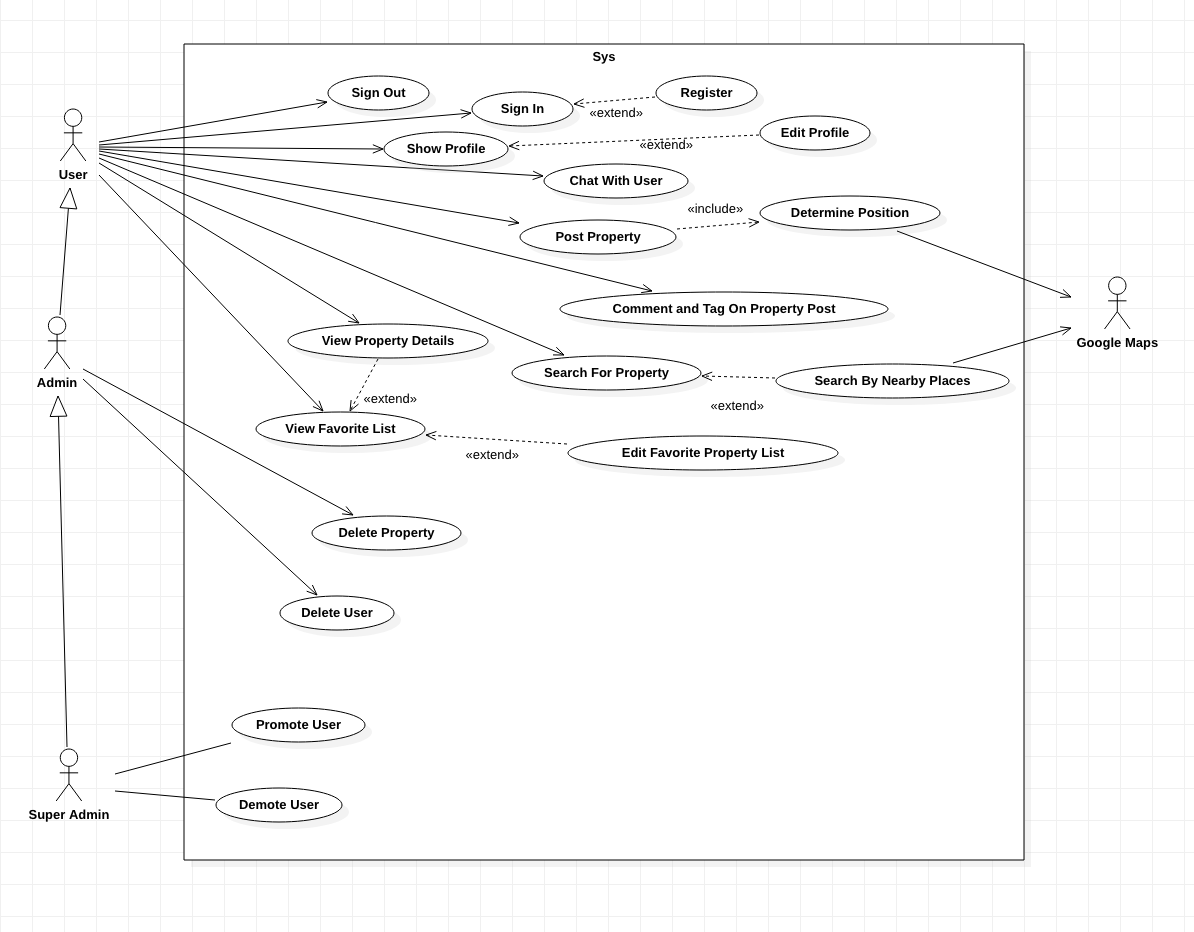 Sys
Sign Out
Sign In
Register
«extend»
Edit Profile
Show Profile
«extend»
User
Chat With User
«include»
Determine Position
Post Property
Comment and Tag On Property Post
View Property Details
Google Maps
Search For Property
Admin
Search By Nearby Places
«extend»
«extend»
View Favorite List
«extend»
Edit Favorite Property List
Delete Property
Delete User
Promote User
Demote User
Super Admin